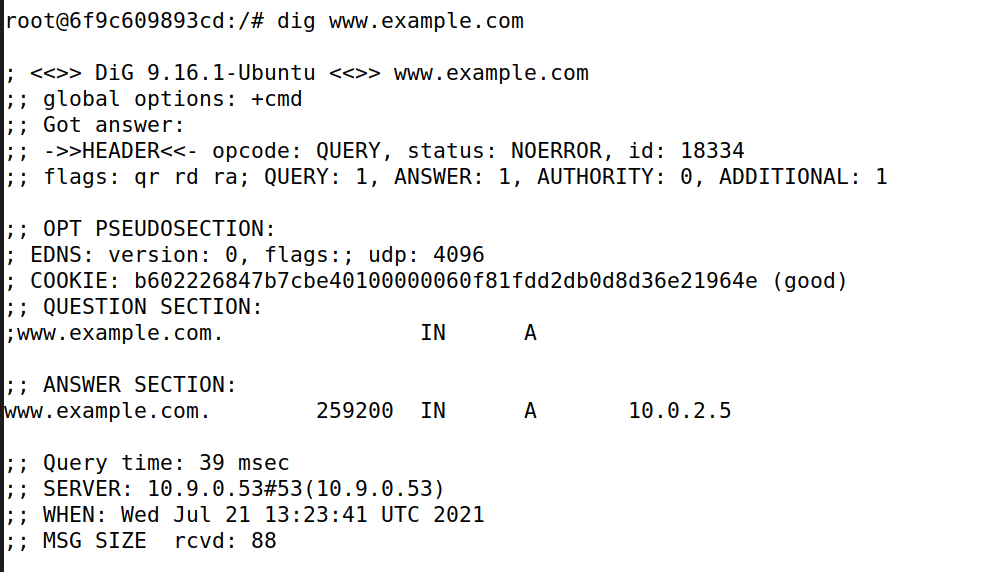 root@6f9c609893cd:/# dig www.example.com
; <<>> DiG 9.16.1-Ubuntu <<>> www.example.com
;; global options: +cmd
;; Got answer:
;; ->>HEADER<<- opcode: QUERY, status: NOERROR, id: 18334
;; flags: qr rd ra; QUERY: 1, ANSWER: 1, AUTHORITY: 0, ADDITIONAL: 1
;; OPT PSEUDOSECTION:
; EDNS: version: 0, flags:; udp: 4096
; COOKIE: b602226847b7cbe40100000060f81fdd2db0d8d36e21964e (good)
;; QUESTION SECTION:
;www.example.com. IN A
;; ANSWER SECTION:
www.example.com. 259200 IN A 10.0.2.5
;; Query time: 39 msec
;; SERVER: 10.9.0.53#53(10.9.0.53)
;; WHEN: Wed Jul 21 13:23:41 UTC 2021
;; MSG SIZE  rcvd: 88